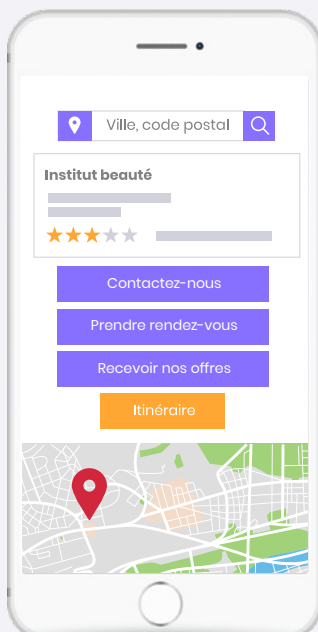 Ville, code postal
Institut beauté
Contactez-nous
Prendre rendez-vous
Recevoir nos offres
Itinéraire